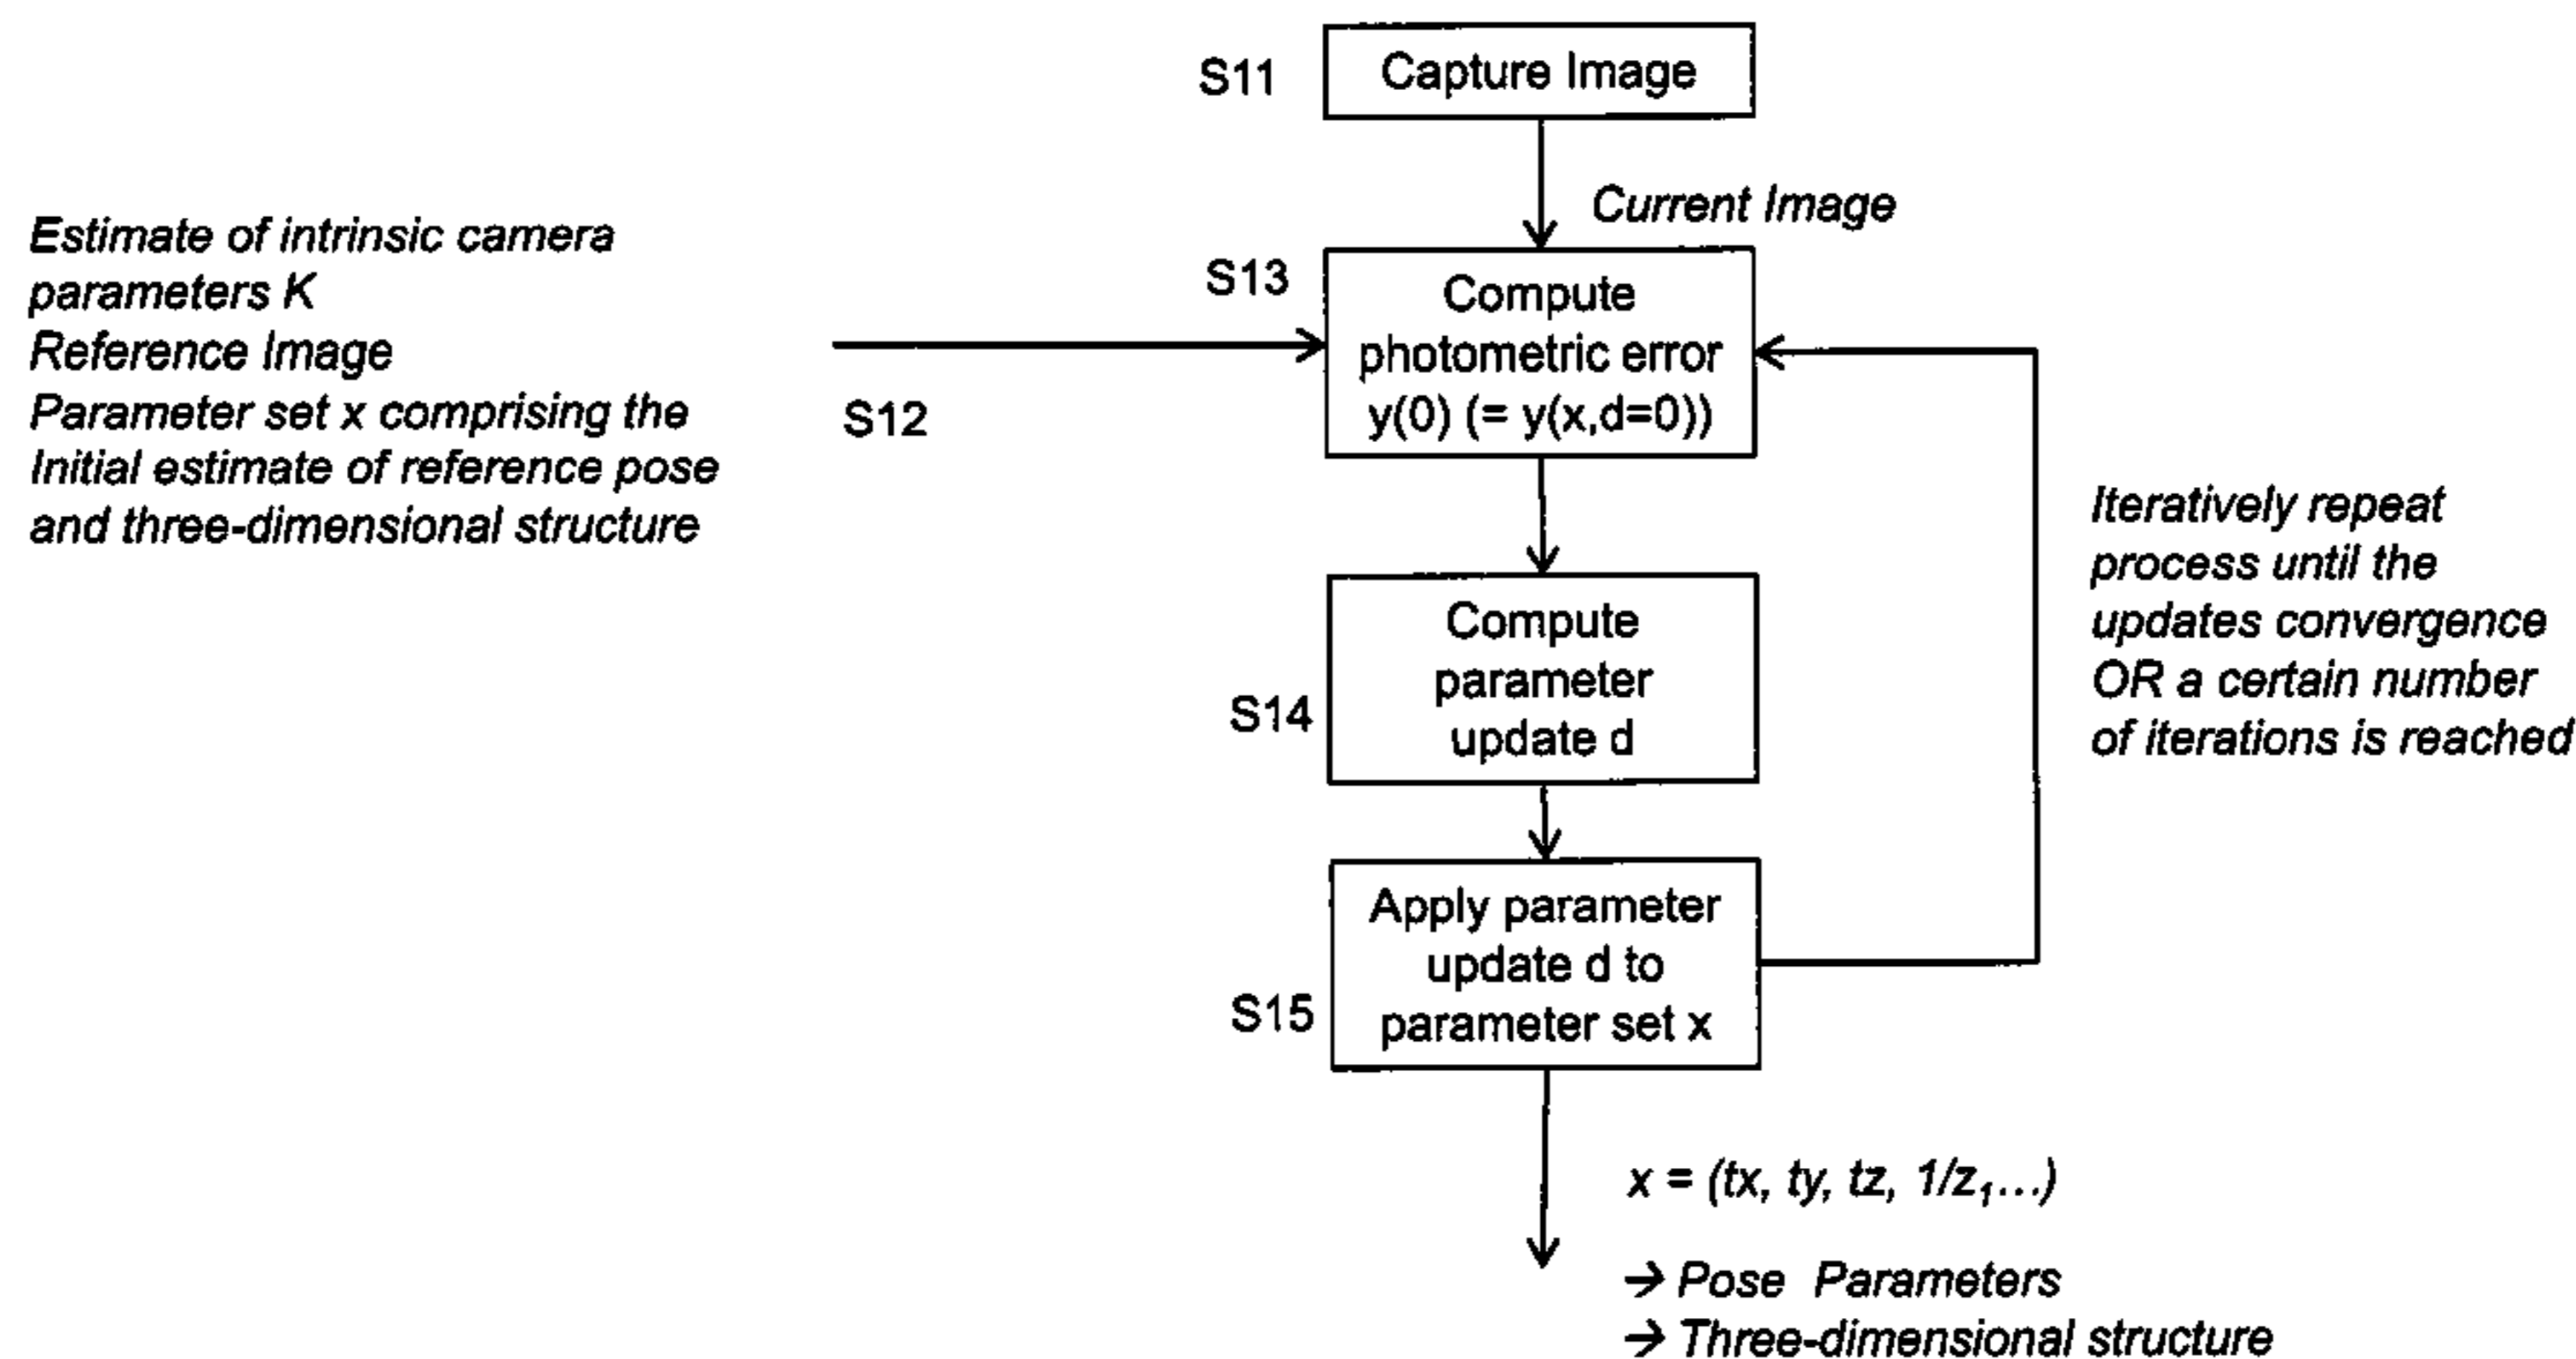 S11
Capture Image
Current Image
Estimate of intrinsic camera
parameters K
Reference Image
Parameter set x comprising the
Initial estimate of reference pose
and three-dimensional structure
S12
S13
Compute
photometric error
y(0) (= y(x,d=0))
S14
Compute
parameter
update d
Iteratively repeat
process until the
updates convergence
OR a certain number
of iterations is reached
S15
Apply parameter
update d to
parameter set x
x = (tx, ty, tz, 1/z₁...)
→ Pose Parameters
→ Three-dimensional structure